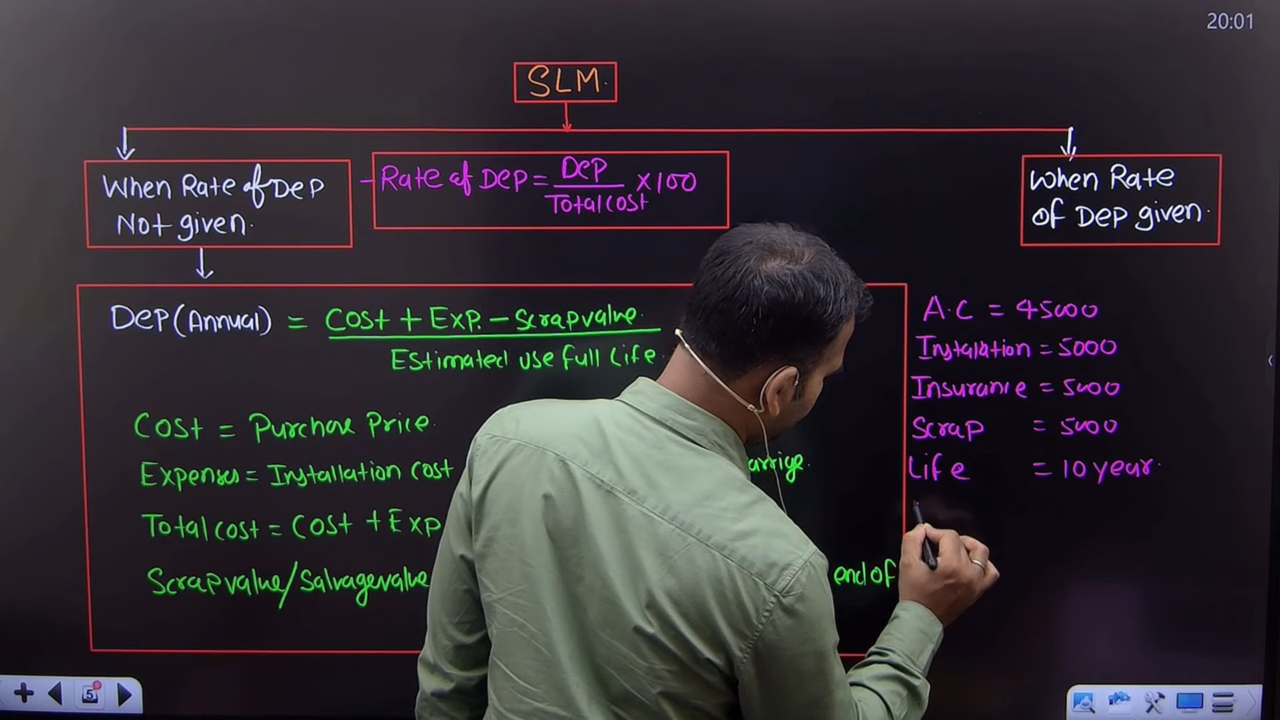 20:01
SLM.
When Rate of Dep
Not given.
Rate of Dep = Dep / Total cost × 100
When Rate
of Dep given.
Dep (Annual) = Cost + Exp. - Scrapvalue.
Estimated use full Life
Cost = Purchase Price.
Expenses = Installation cost
arrige.
Total cost = Cost + Exp
Scrapvalue/Salvagevalue
end of
A.C = 45000
Instalation = 5000
Insurance = 5000
Scrap = 5000
Life = 10 year.
5